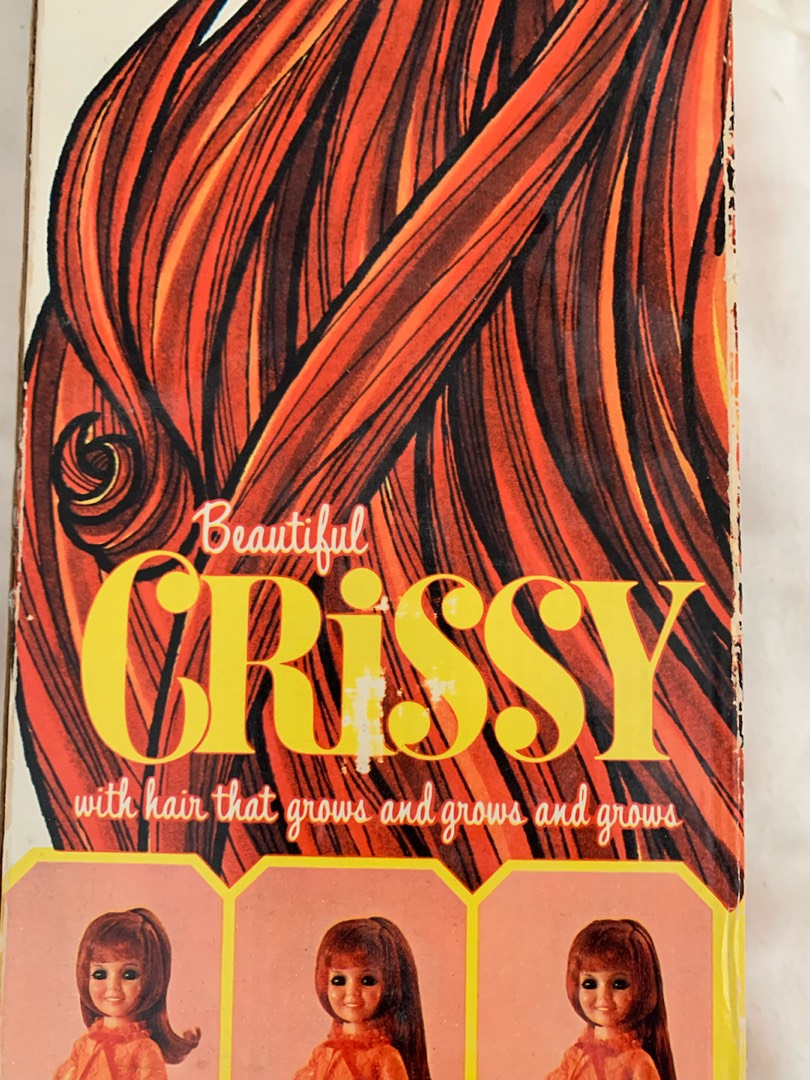 Beautiful
CRiSSY
with hair that grows and grows and grows